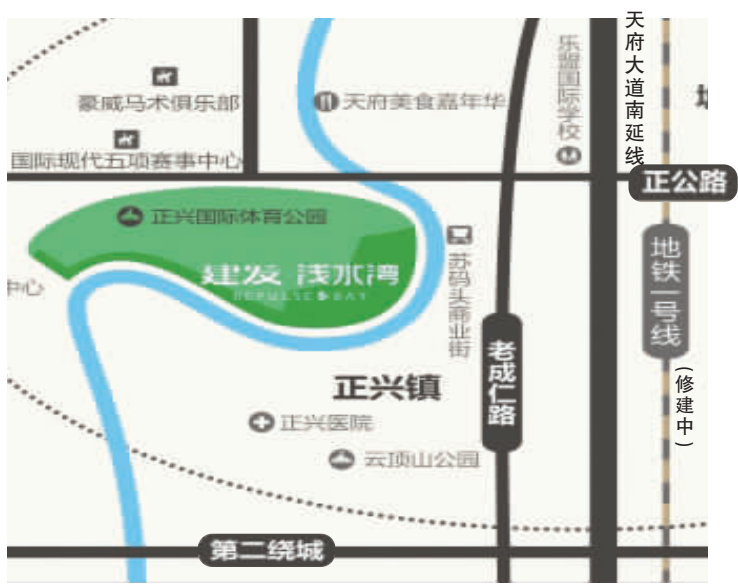 天府大道南延线
乐盟国际学校
豪威马术俱乐部
天府美食嘉年华
国际现代五项赛事中心
正公路
正兴国际体育公园
建发 浅水湾
REPULSE BAY
中心
苏码头商业街
地铁一号线
(修建中)
老成仁路
正兴镇
正兴医院
云顶山公园
第二绕城